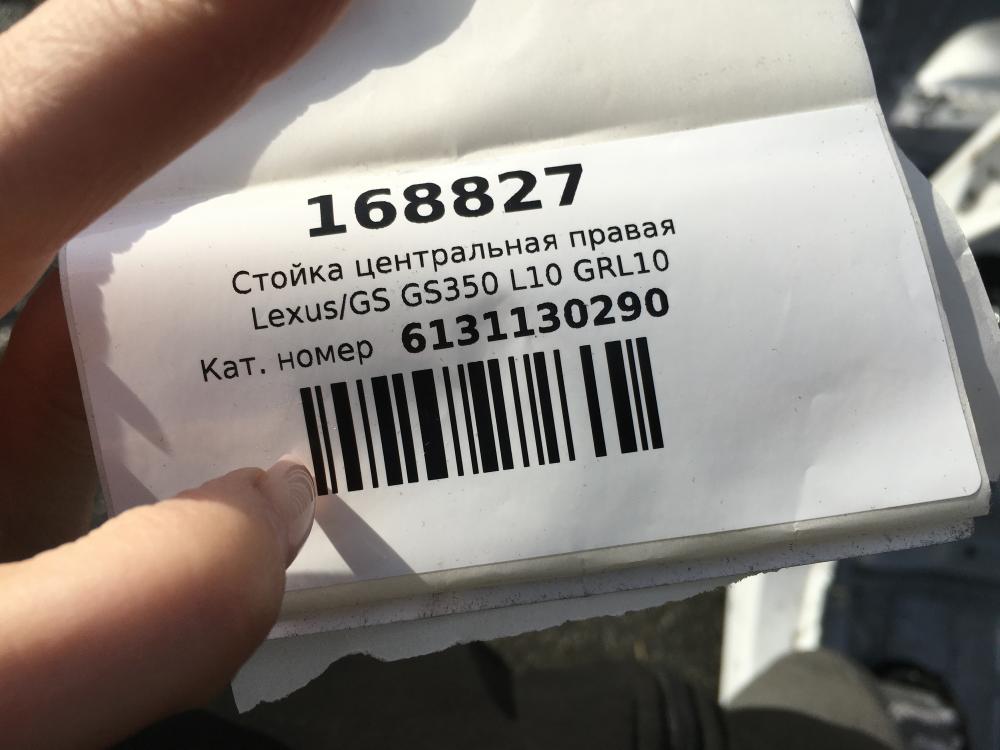 168827
Стойка центральная правая
Lexus/GS GS350 L10 GRL10
Кат. номер 6131130290